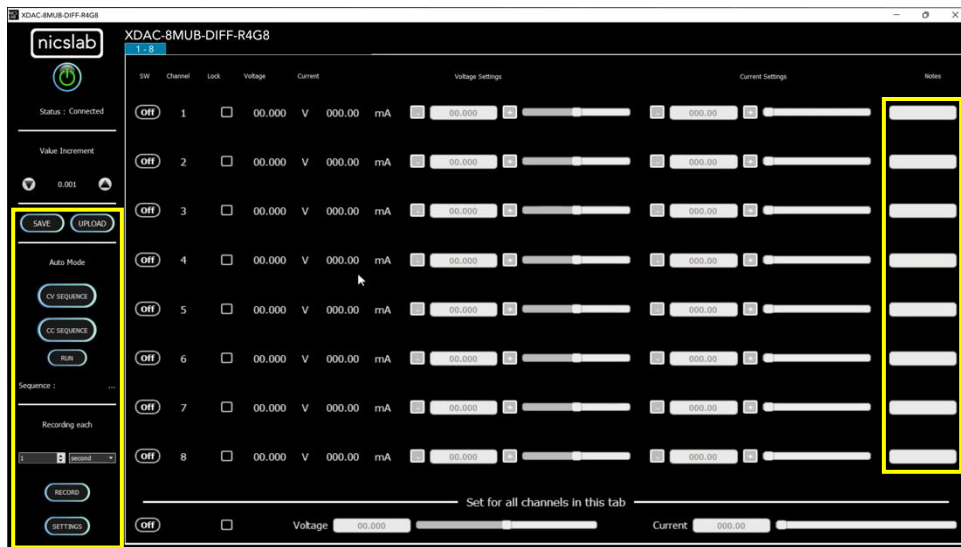 XDAC-8MUB-DIFF-R4G8
nicslab
XDAC-8MUB-DIFF-R4G8
1 - 8
Status : Connected
Value Increment
0.001
SAVE UPLOAD
Auto Mode
CV SEQUENCE
CC SEQUENCE
RUN
Sequence : ...
Recording each
1 second
RECORD
SETTINGS
SW Channel Lock Voltage Current Voltage Settings Current Settings Notes
Off 1 00.000 V 000.00 mA - 00.000 + - 000.00 +
Off 2 00.000 V 000.00 mA - 00.000 + - 000.00 +
Off 3 00.000 V 000.00 mA - 00.000 + - 000.00 +
Off 4 00.000 V 000.00 mA - 00.000 + - 000.00 +
Off 5 00.000 V 000.00 mA - 00.000 + - 000.00 +
Off 6 00.000 V 000.00 mA - 00.000 + - 000.00 +
Off 7 00.000 V 000.00 mA - 00.000 + - 000.00 +
Off 8 00.000 V 000.00 mA - 00.000 + - 000.00 +
Set for all channels in this tab
Off Voltage 00.000 Current 000.00